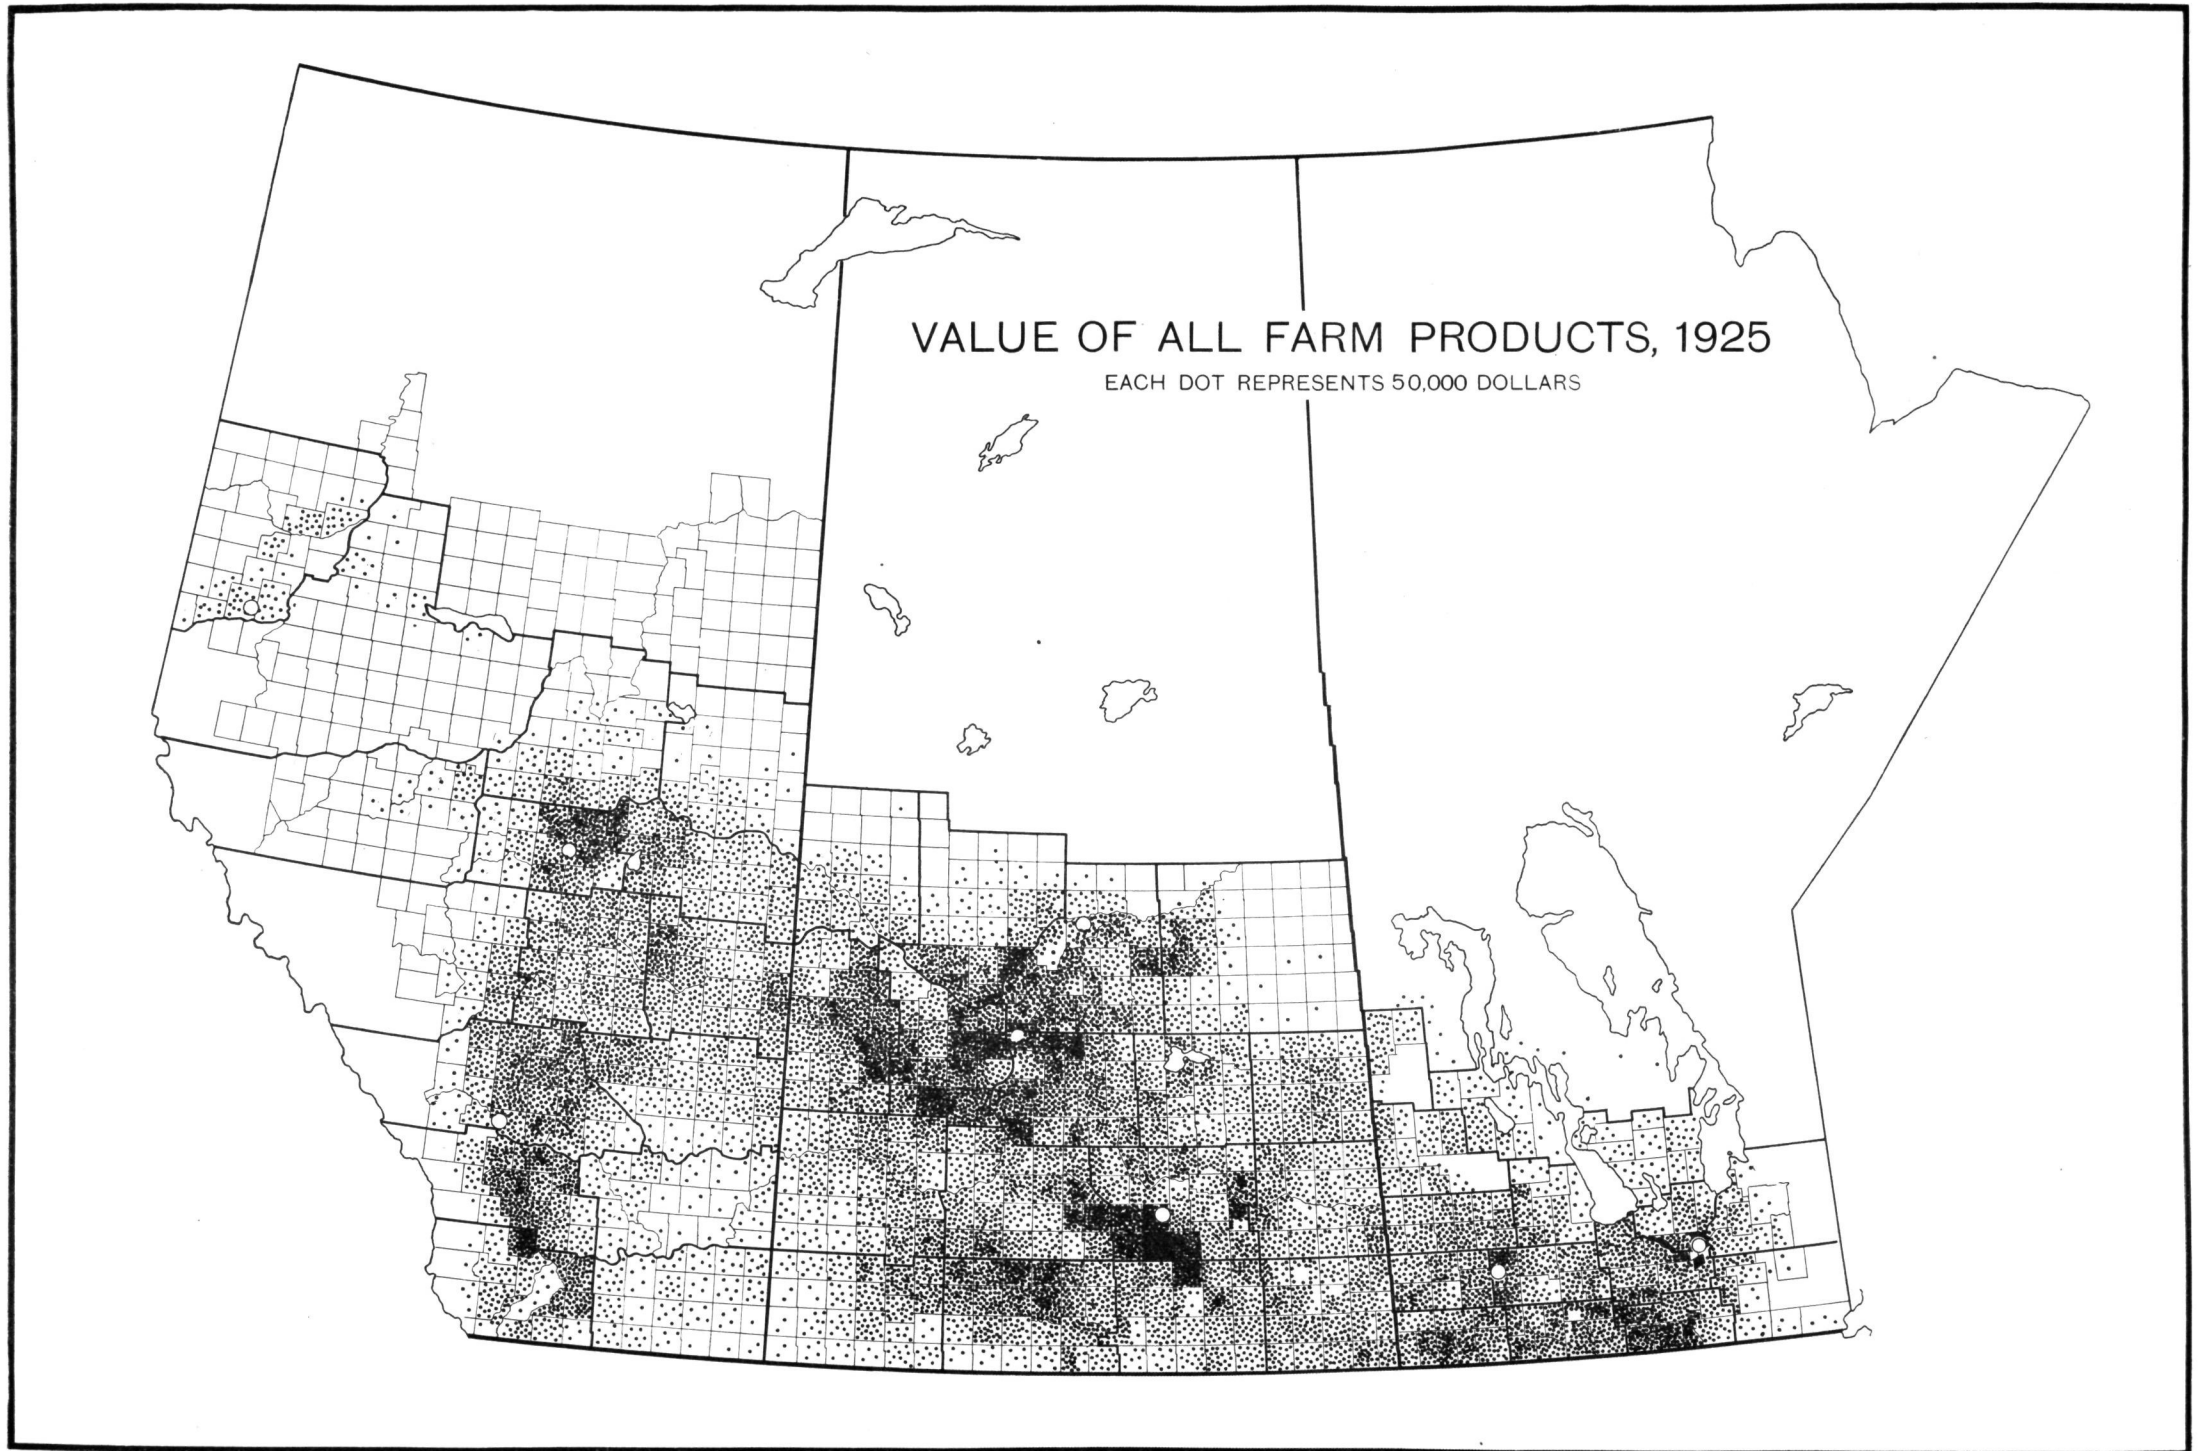 VALUE OF ALL FARM PRODUCTS, 1925
EACH DOT REPRESENTS 50,000 DOLLARS